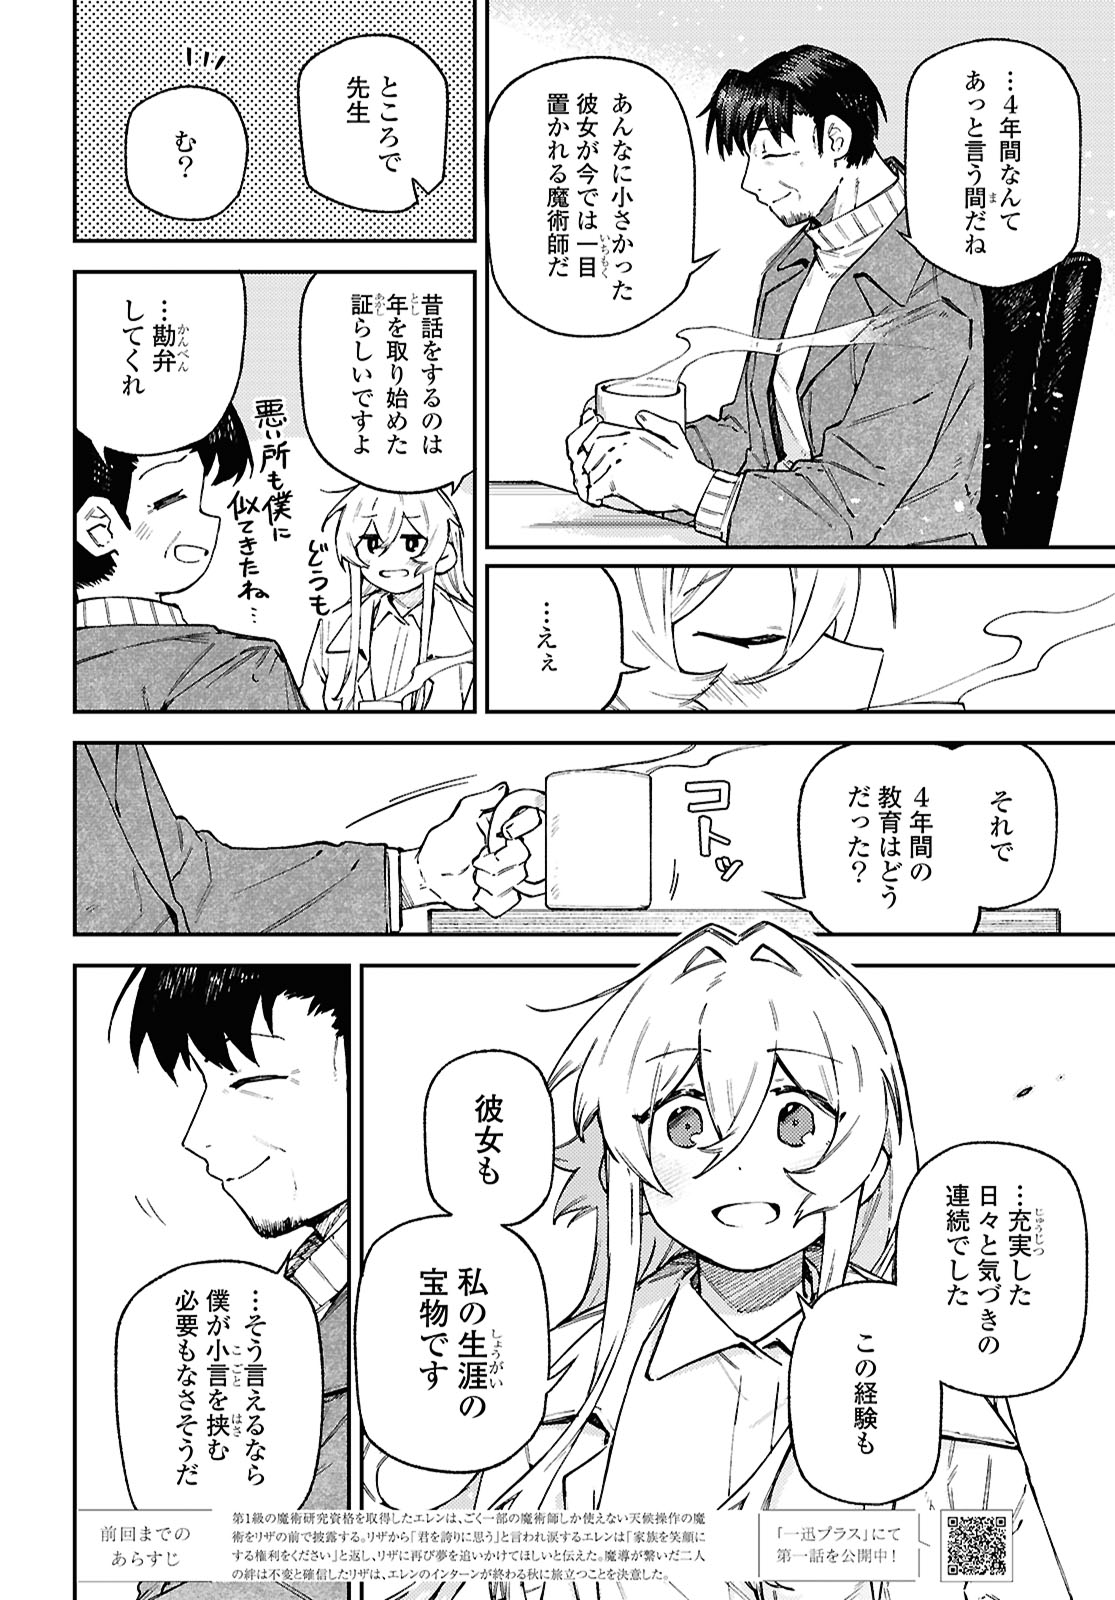 …４年間なんて
あっと言う間だね
あんなに小さかった
彼女が今では一目
置かれる魔術師だ
ところで
先生
む？
…えぇ
昔話をするのは
年を取り始めた
証らしいですよ
どうも
…勘弁
してくれ
悪い所も僕に
似てきたね…
それで
４年間の
教育はどう
だった？
コトッ
…充実した
日々と気づきの
連続でした
この経験も
彼女も
私の生涯の
宝物です
…そう言えるなら
僕が小言を挟む
必要もなさそうだ
前回までの
あらすじ
第1級の魔術研究資格を取得したエレンは、ごく一部の魔術師しか使えない天候操作の魔
術をリザの前で披露する。リザから「君を誇りに思う」と言われ涙するエレンは「家族を笑顔に
する権利をください」と返し、リザに再び夢を追いかけてほしいと伝えた。魔導が繋いだ二人
の絆は不変と確信したリザは、エレンのインターンが終わる秋に旅立つことを決意した。
「一迅プラス」にて
第一話を公開中！